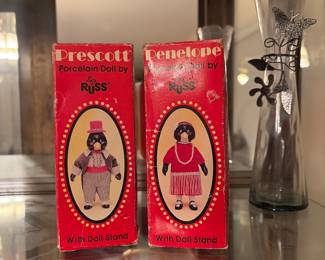 Prescott
Porcelain Doll by
RUSS
With Doll Stand
Penelope
Porcelain Doll by
RUSS
With Doll Stand